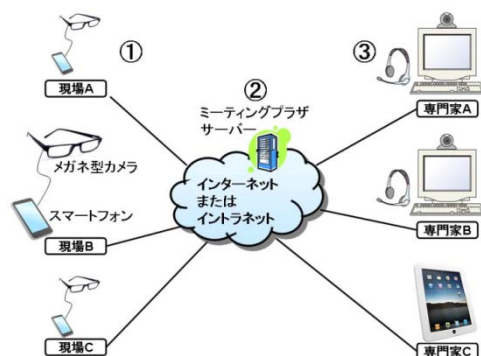 ①
②
③
ミーティングプラザ
サーバー
現場A
専門家A
メガネ型カメラ
インターネット
または
イントラネット
スマートフォン
現場B
専門家B
現場C
専門家C